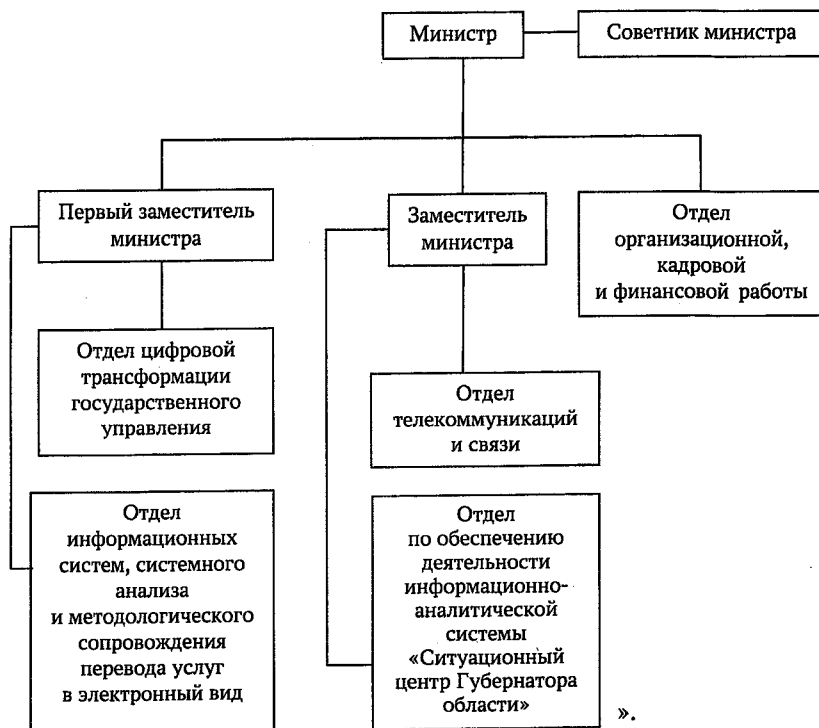 Министр
Советник министра
Первый заместитель
министра
Заместитель
министра
Отдел
организационной,
кадровой
и финансовой работы
Отдел цифровой
трансформации
государственного
управления
Отдел
телекоммуникаций
и связи
Отдел
информационных
систем, системного
анализа
и методологического
сопровождения
перевода услуг
в электронный вид
Отдел
по обеспечению
деятельности
информационно-
аналитической
системы
«Ситуационный
центр Губернатора
области»
».